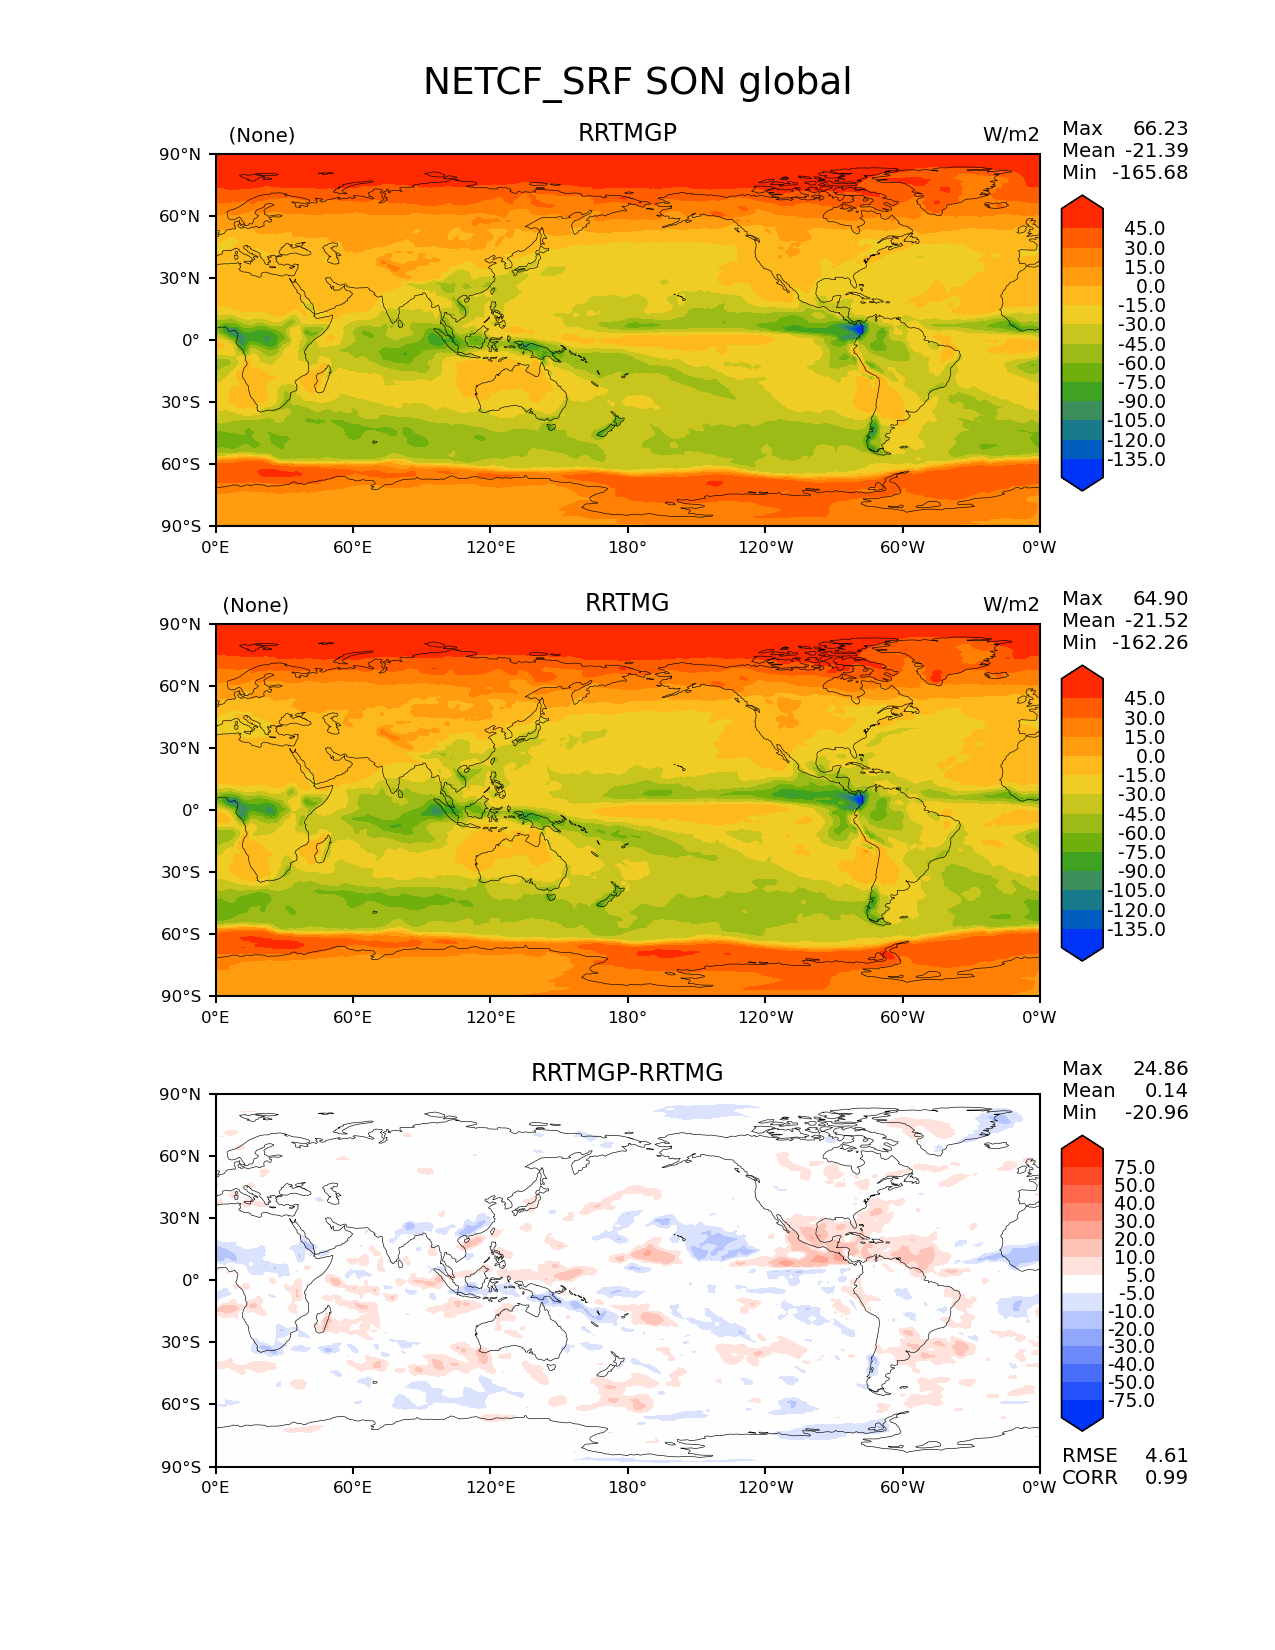 NETCF_SRF SON global
(None) RRTMGP W/m2
Max 66.23
Mean -21.39
Min -165.68
90°N
60°N
30°N
0°
30°S
60°S
90°S
0°E 60°E 120°E 180° 120°W 60°W 0°W
45.0
30.0
15.0
0.0
-15.0
-30.0
-45.0
-60.0
-75.0
-90.0
-105.0
-120.0
-135.0
(None) RRTMG W/m2
Max 64.90
Mean -21.52
Min -162.26
90°N
60°N
30°N
0°
30°S
60°S
90°S
0°E 60°E 120°E 180° 120°W 60°W 0°W
45.0
30.0
15.0
0.0
-15.0
-30.0
-45.0
-60.0
-75.0
-90.0
-105.0
-120.0
-135.0
RRTMGP-RRTMG
Max 24.86
Mean 0.14
Min -20.96
90°N
60°N
30°N
0°
30°S
60°S
90°S
0°E 60°E 120°E 180° 120°W 60°W 0°W
75.0
50.0
40.0
30.0
20.0
10.0
5.0
-5.0
-10.0
-20.0
-30.0
-40.0
-50.0
-75.0
RMSE 4.61
CORR 0.99